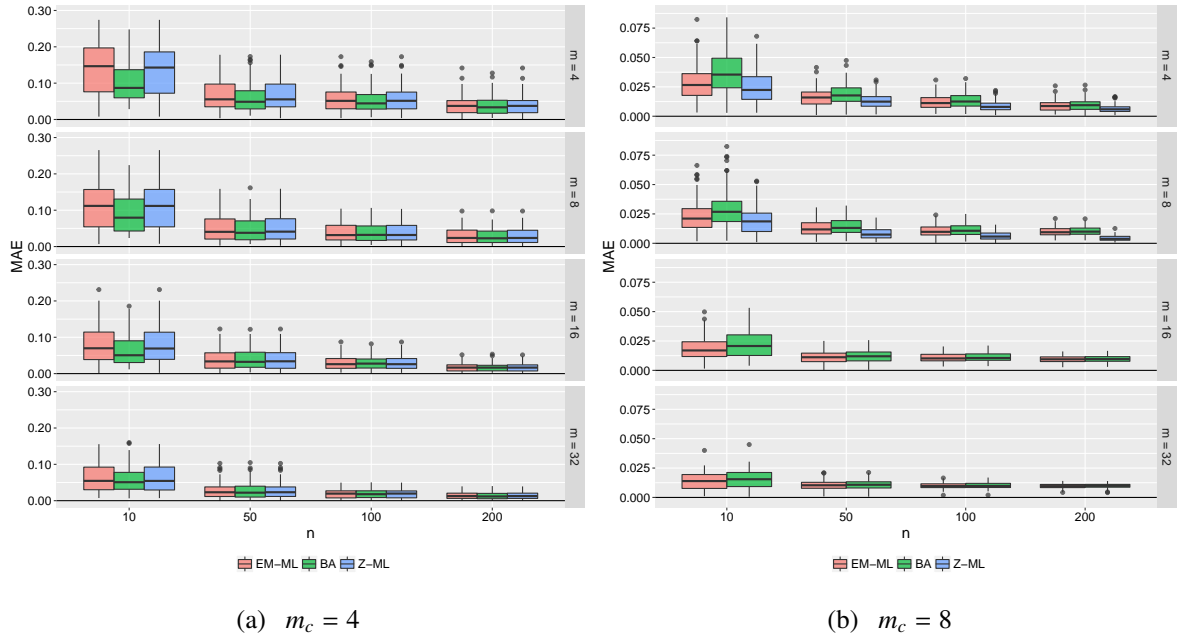 0.30
0.20
0.10
0.00
m = 4
0.30
0.20
0.10
0.00
m = 8
0.30
0.20
0.10
0.00
m = 16
0.30
0.20
0.10
0.00
m = 32
MAE
10 50 100 200
n
EM−ML BA Z−ML
(a) m_c = 4
0.075
0.050
0.025
0.000
m = 4
0.075
0.050
0.025
0.000
m = 8
0.075
0.050
0.025
0.000
m = 16
0.075
0.050
0.025
0.000
m = 32
MAE
10 50 100 200
n
EM−ML BA Z−ML
(b) m_c = 8